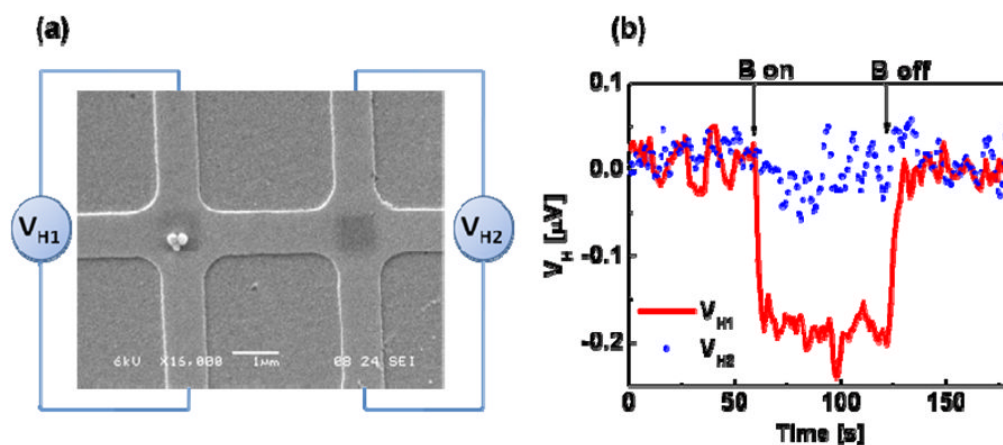 (a)
V_H1
V_H2
6kV X15,000 1μm 08 24 SEI
(b)
B on
B off
V_H [μV]
0.1
0.0
-0.1
-0.2
V_H1
V_H2
0
50
100
150
Time [s]